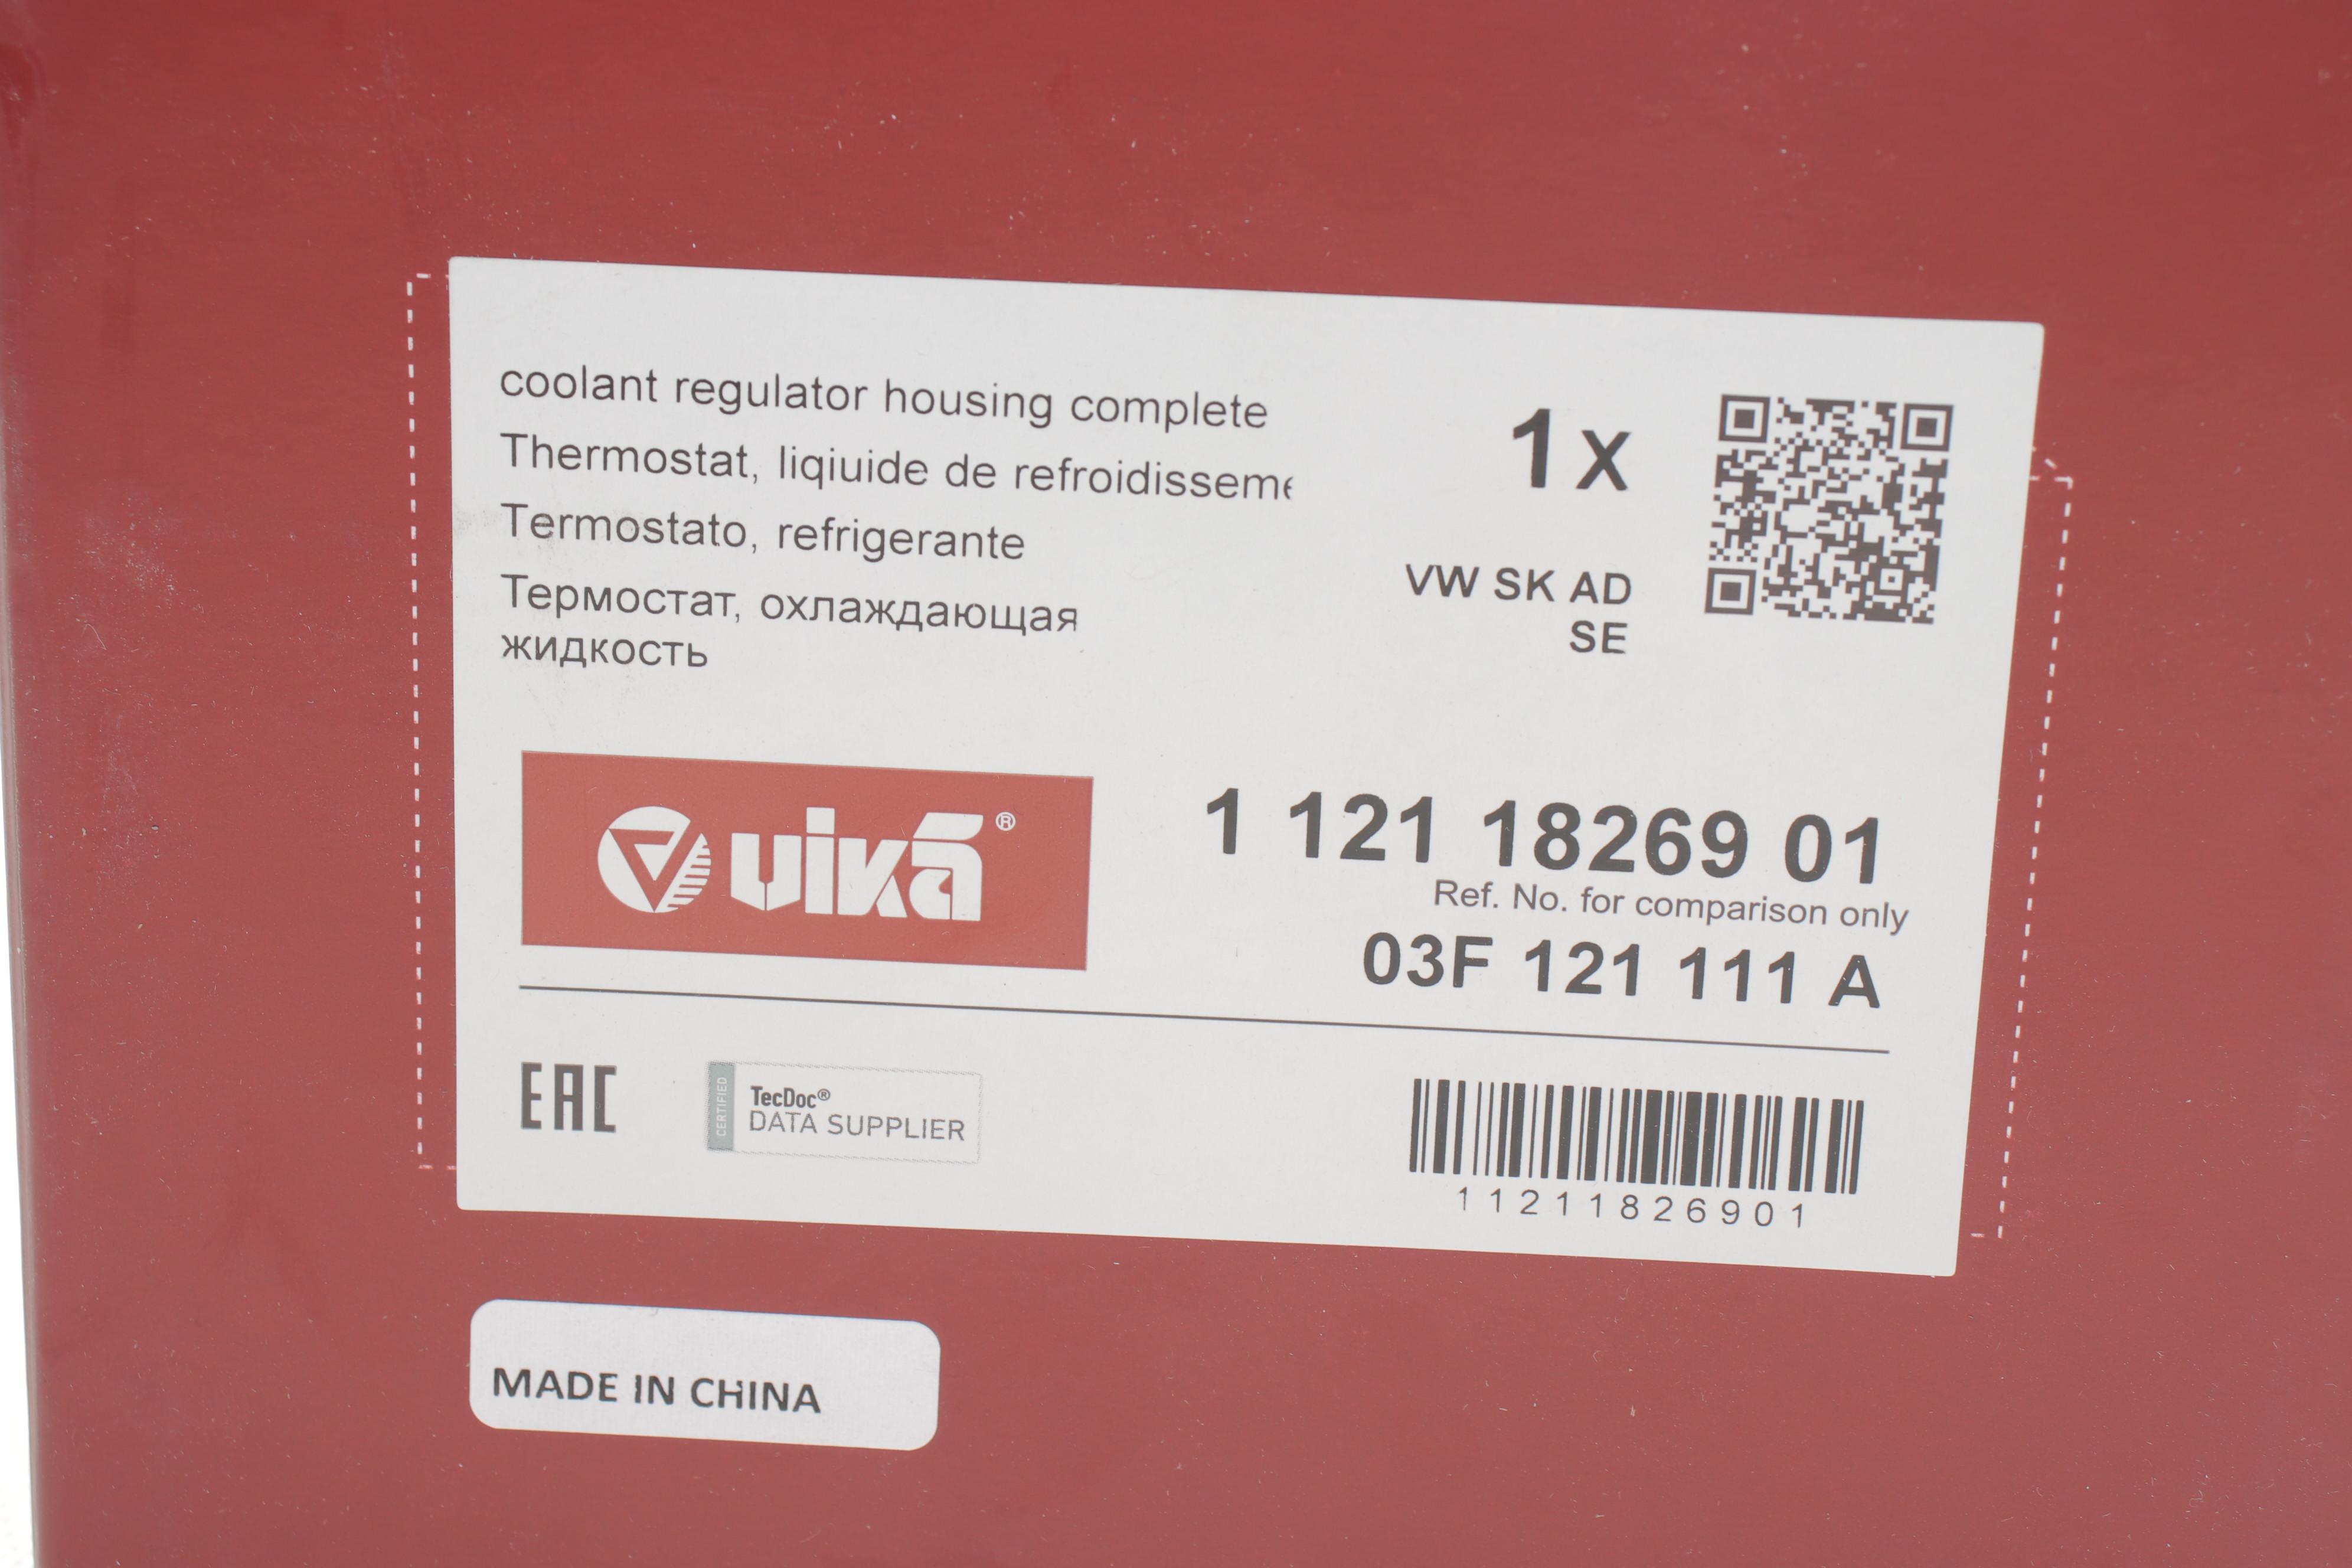 coolant regulator housing complete
Thermostat, liqiuide de refroidisseme
Termostato, refrigerante
Термостат, охлаждающая
жидкость
1 x
VW SK AD
SE
vika®
1 121 18269 01
Ref. No. for comparison only
03F 121 111 A
EAC
CERTIFIED
TecDoc®
DATA SUPPLIER
11211826901
MADE IN CHINA